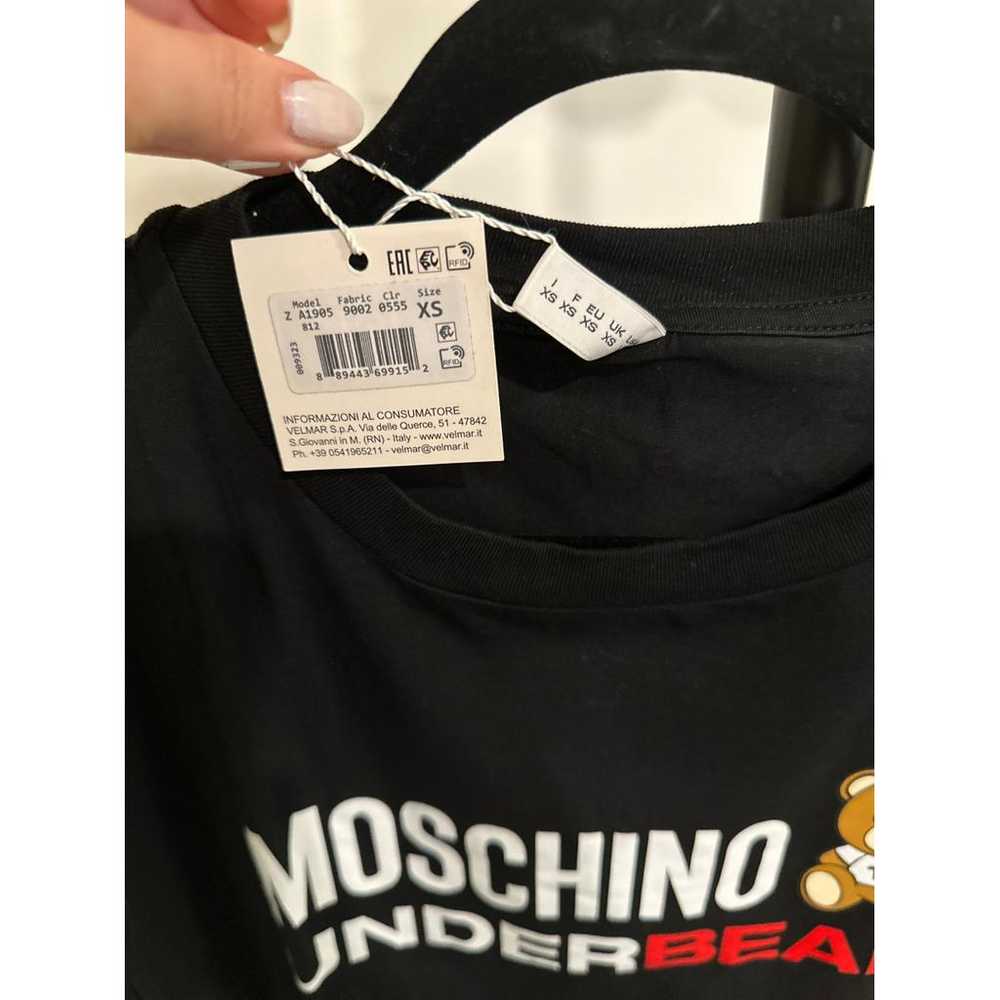 EAC RFID
Model Fabric Clr Size
Z A1905 9002 0555 XS
812
009323
RFID
8 89443 69915 2
INFORMAZIONI AL CONSUMATORE
VELMAR S.p.A. Via delle Querce, 51 - 47842
S.Giovanni in M. (RN) - Italy - www.velmar.it
Ph. +39 0541965211 - velmar@velmar.it
I F EU UK
XS XS XS XS
MOSCHINO
UNDERBEA